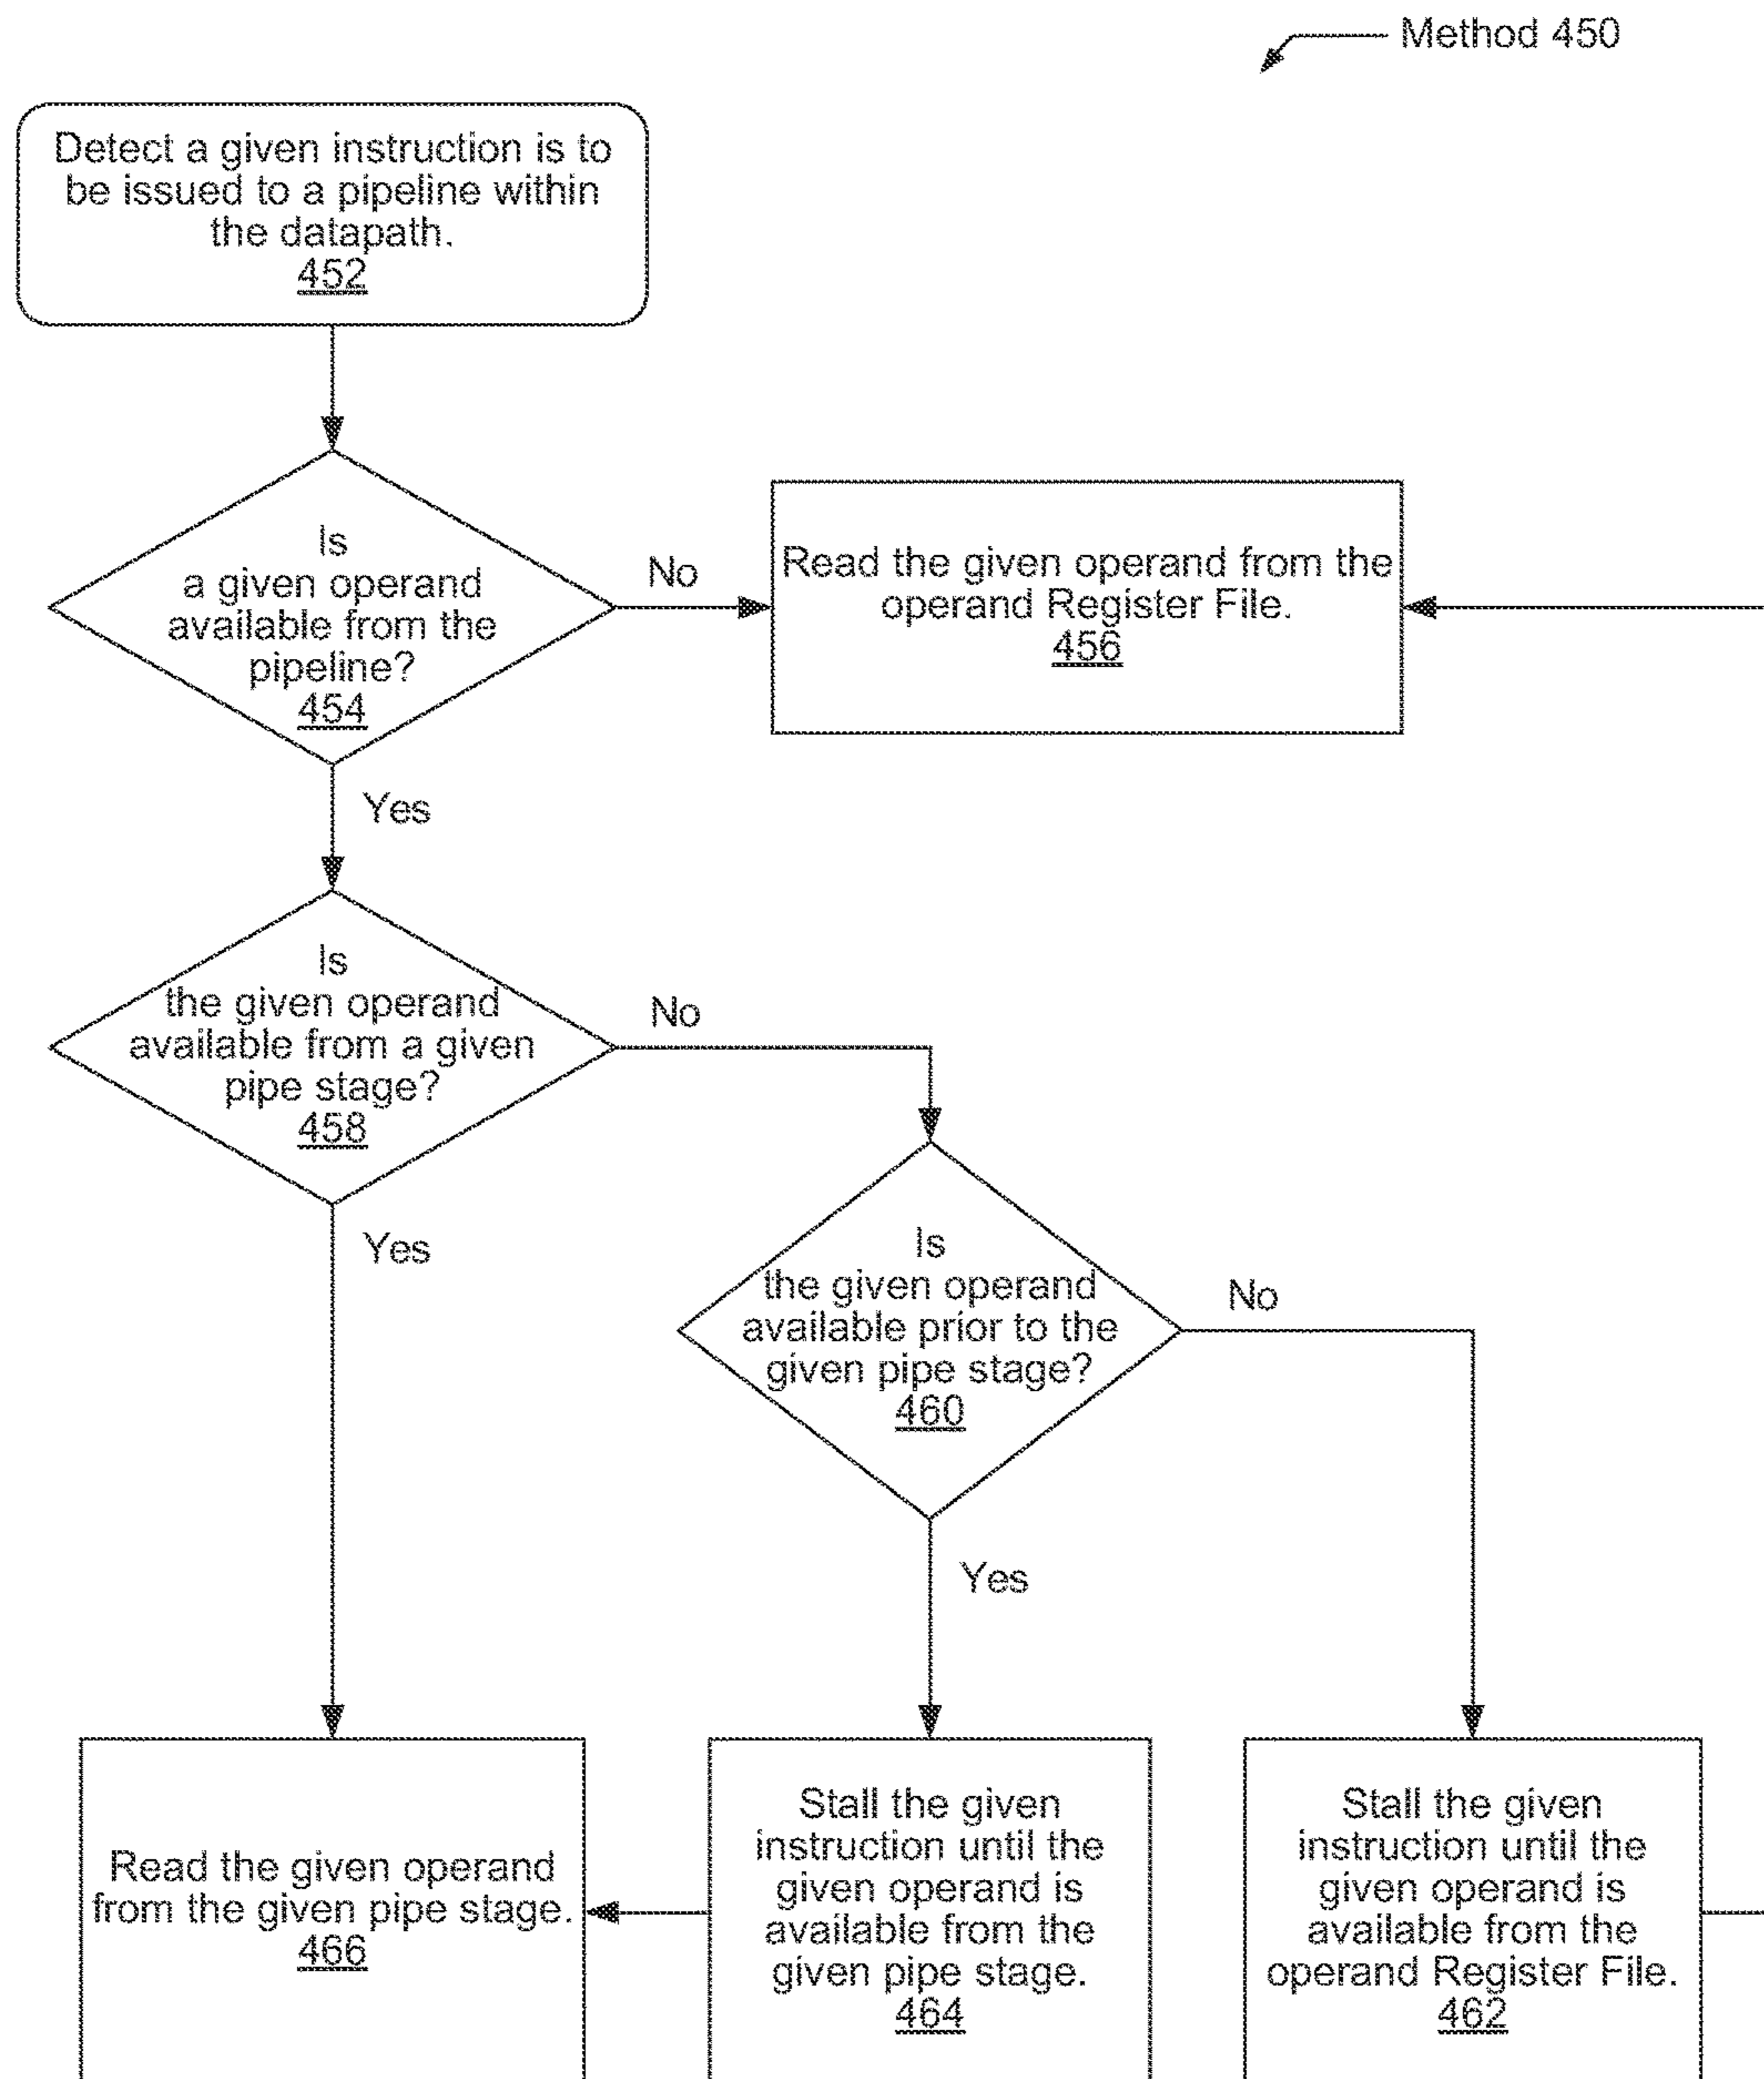 Method 450
Detect a given instruction is to
be issued to a pipeline within
the datapath.
452
Is
a given operand
available from the
pipeline?
454
No
Read the given operand from the
operand Register File.
456
Yes
Is
the given operand
available from a given
pipe stage?
458
No
Yes
Is
the given operand
available prior to the
given pipe stage?
460
No
Yes
Read the given operand
from the given pipe stage.
466
Stall the given
instruction until the
given operand is
available from the
given pipe stage.
464
Stall the given
instruction until the
given operand is
available from the
operand Register File.
462